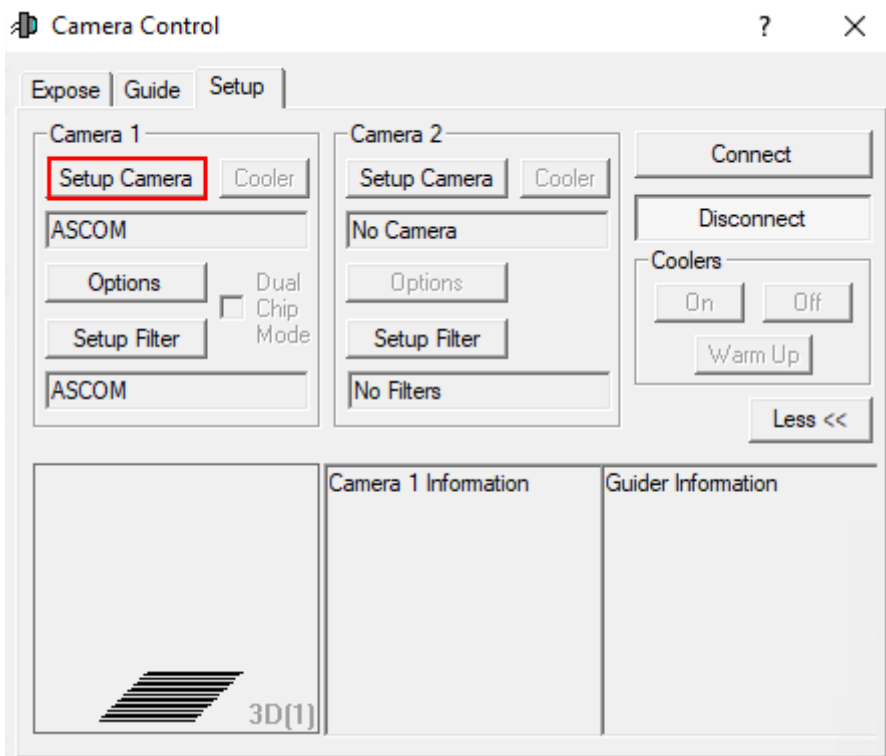 Camera Control
?
Expose Guide Setup
Camera 1
Setup Camera Cooler
ASCOM
Options
Dual
Chip
Mode
Setup Filter
ASCOM
Camera 2
Setup Camera Cooler
No Camera
Options
Setup Filter
No Filters
Connect
Disconnect
Coolers
On Off
Warm Up
Less <<
3D(1)
Camera 1 Information
Guider Information